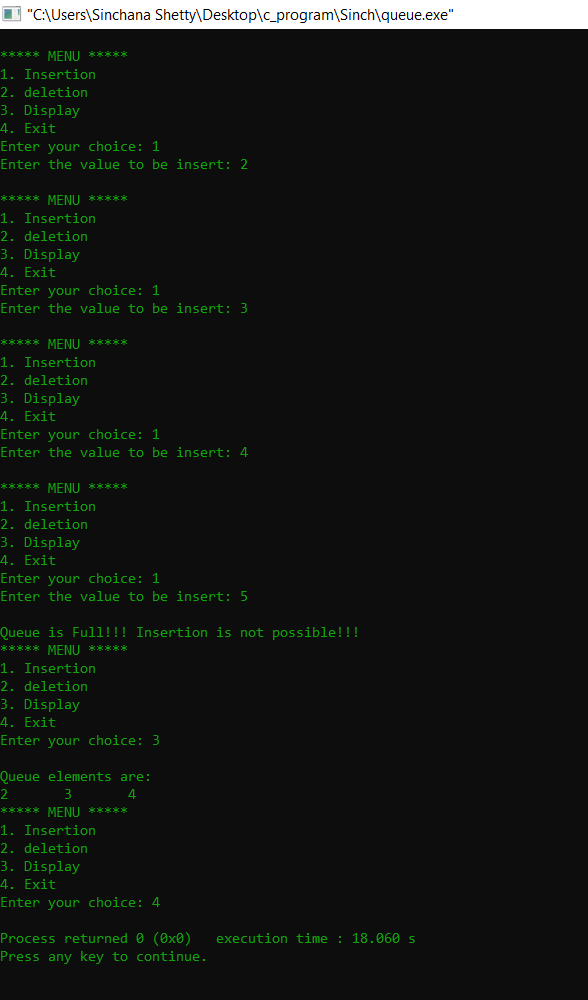 "C:\Users\Sinchana Shetty\Desktop\c_program\Sinch\queue.exe"
***** MENU *****
1. Insertion
2. deletion
3. Display
4. Exit
Enter your choice: 1
Enter the value to be insert: 2
***** MENU *****
1. Insertion
2. deletion
3. Display
4. Exit
Enter your choice: 1
Enter the value to be insert: 3
***** MENU *****
1. Insertion
2. deletion
3. Display
4. Exit
Enter your choice: 1
Enter the value to be insert: 4
***** MENU *****
1. Insertion
2. deletion
3. Display
4. Exit
Enter your choice: 1
Enter the value to be insert: 5
Queue is Full!!! Insertion is not possible!!!
***** MENU *****
1. Insertion
2. deletion
3. Display
4. Exit
Enter your choice: 3
Queue elements are:
2       3       4
***** MENU *****
1. Insertion
2. deletion
3. Display
4. Exit
Enter your choice: 4
Process returned 0 (0x0)   execution time : 18.060 s
Press any key to continue.